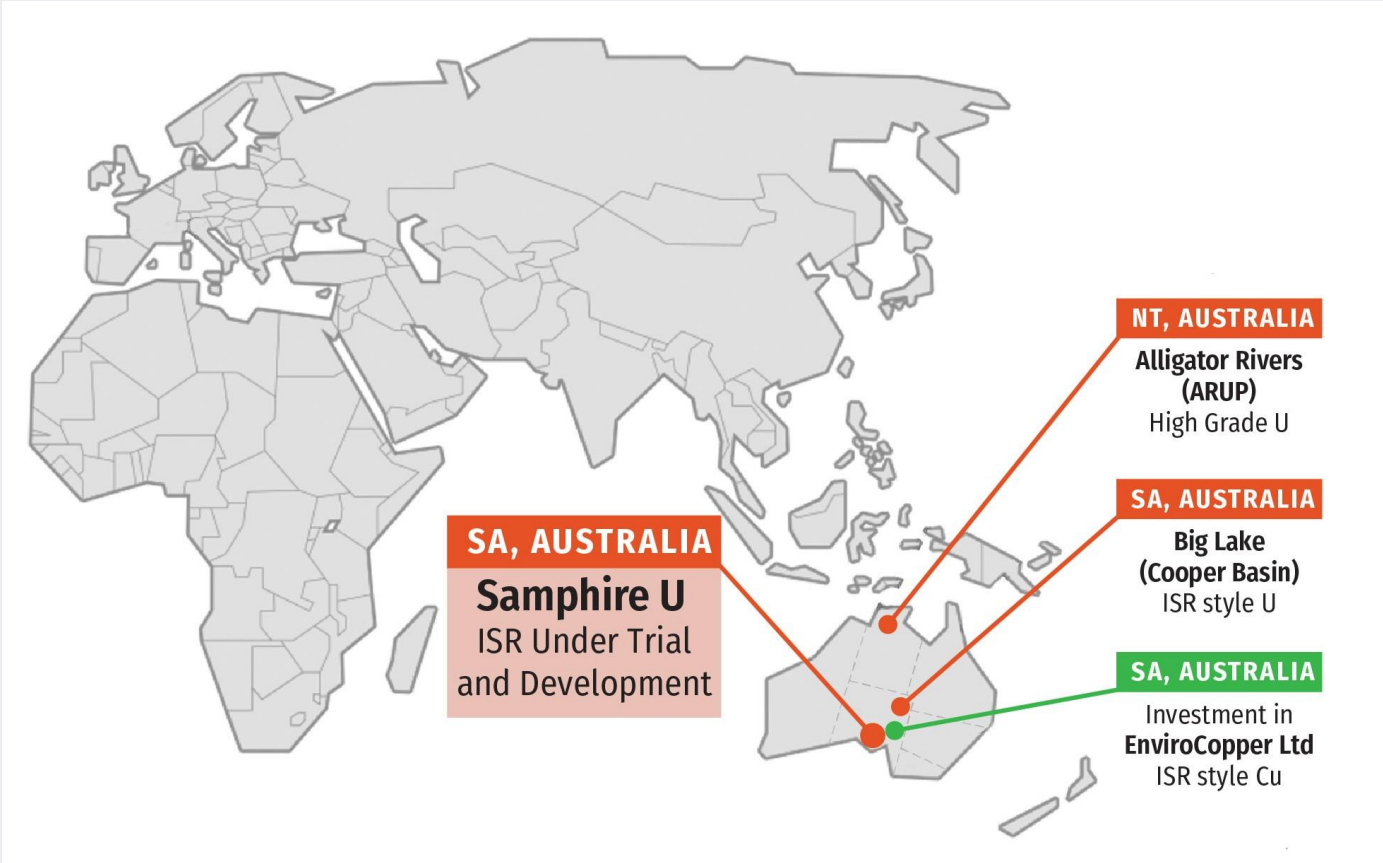 NT, AUSTRALIA
Alligator Rivers
(ARUP)
High Grade U
SA, AUSTRALIA
Big Lake
(Cooper Basin)
ISR style U
SA, AUSTRALIA
Samphire U
ISR Under Trial
and Development
SA, AUSTRALIA
Investment in
EnviroCopper Ltd
ISR style Cu